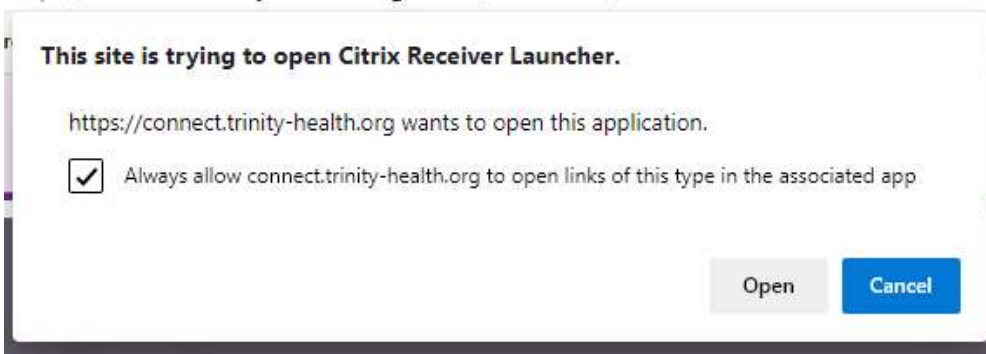 This site is trying to open Citrix Receiver Launcher.
https://connect.trinity-health.org wants to open this application.
Always allow connect.trinity-health.org to open links of this type in the associated app
Open Cancel